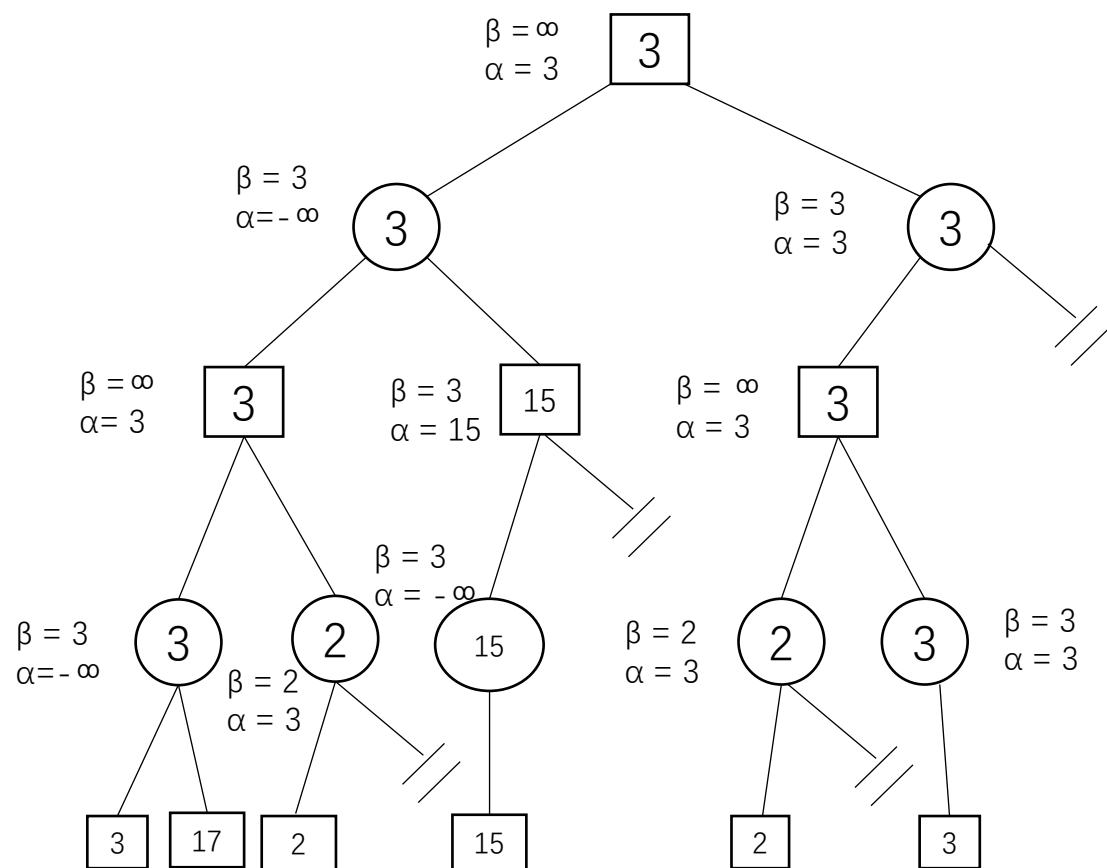 β = ∞
α = 3
3
β = 3
α=- ∞
3
β = 3
α = 3
3
β = ∞
α= 3
3
β = 3
α = 15
15
β = ∞
α = 3
3
β = 3
α=- ∞
3
2
β = 2
α = 3
β = 3
α = -∞
15
β = 2
α = 3
2
3
β = 3
α = 3
3
17
2
15
2
3